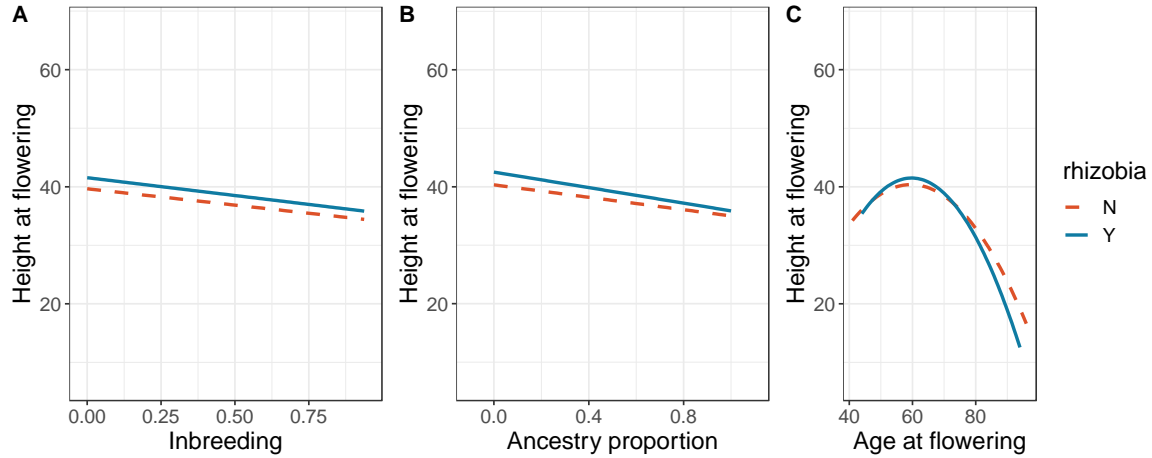 A
B
C
60
40
20
Height at flowering
0.00 0.25 0.50 0.75
Inbreeding
60
40
20
Height at flowering
0.0 0.4 0.8
Ancestry proportion
60
40
20
Height at flowering
40 60 80
Age at flowering
rhizobia
N
Y